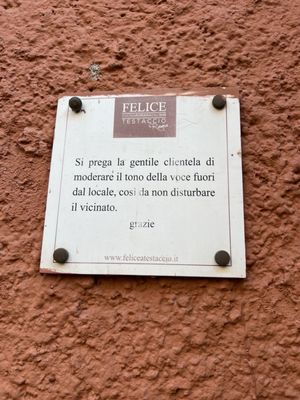 FELICE
TESTACCIO
Si prega la gentile clientela di
moderare il tono della voce fuori
dal locale, così da non disturbare
il vicinato.
grazie
www.feliceatestaccio.it